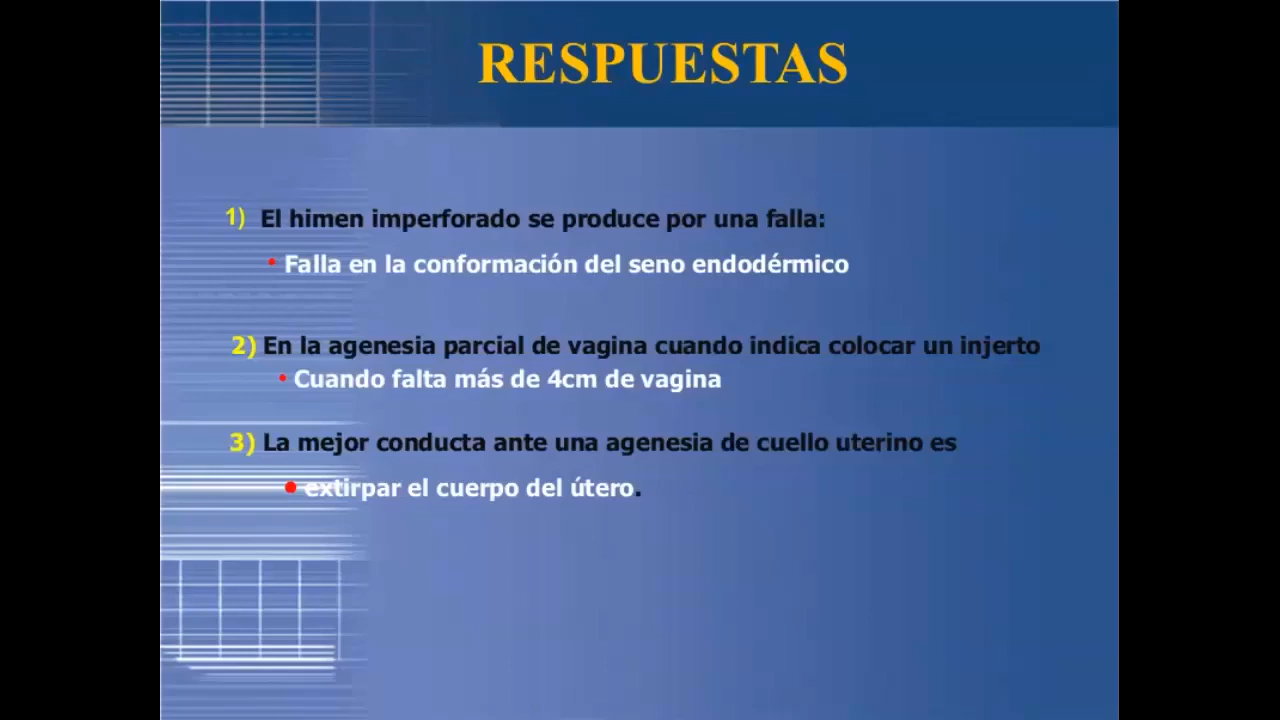 RESPUESTAS
1) El himen imperforado se produce por una falla:
• Falla en la conformación del seno endodérmico
2) En la agenesia parcial de vagina cuando indica colocar un injerto
• Cuando falta más de 4cm de vagina
3) La mejor conducta ante una agenesia de cuello uterino es
• extirpar el cuerpo del útero.